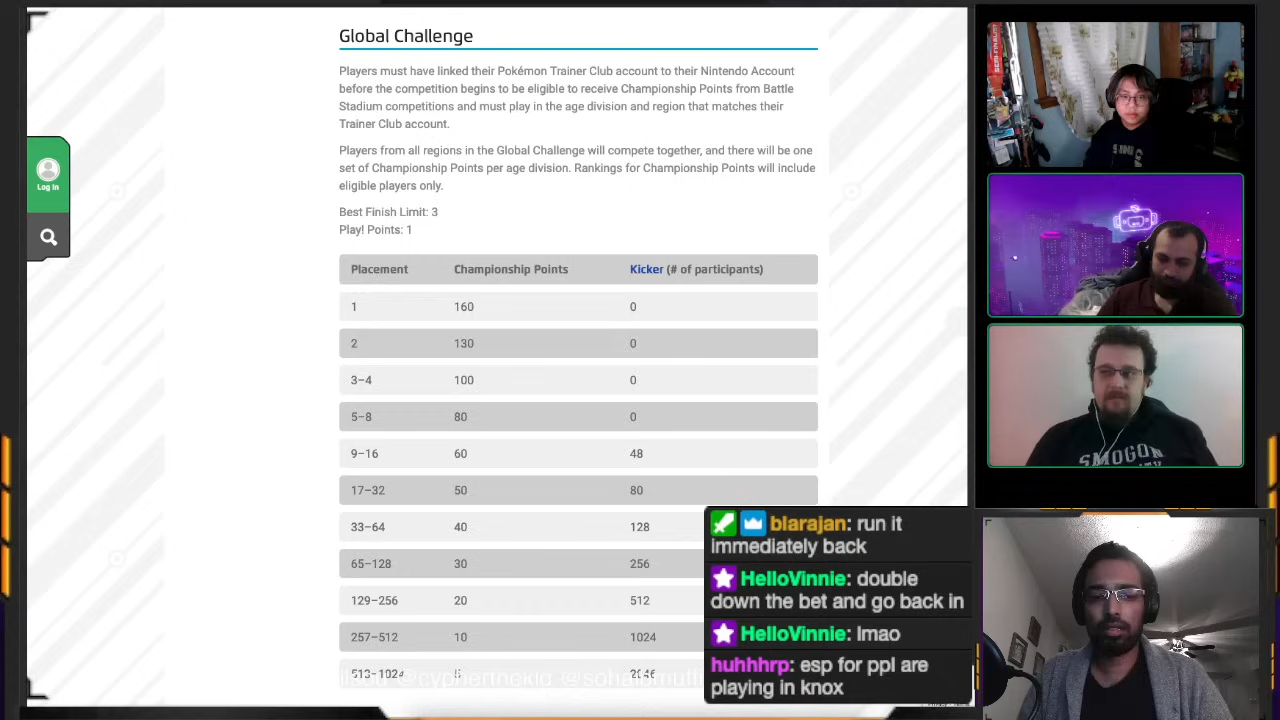 Global Challenge
Players must have linked their Pokémon Trainer Club account to their Nintendo Account
before the competition begins to be eligible to receive Championship Points from Battle
Stadium competitions and must play in the age division and region that matches their
Trainer Club account.
Players from all regions in the Global Challenge will compete together, and there will be one
set of Championship Points per age division. Rankings for Championship Points will include
eligible players only.
Best Finish Limit: 3
Play! Points: 1
Log In
Placement Championship Points Kicker (# of participants)
1 160 0
2 130 0
3–4 100 0
5–8 80 0
9–16 60 48
17–32 50 80
33–64 40 128
65–128 30 256
129–256 20 512
257–512 10 1024
513–1024
blarajan: run it
immediately back
HelloVinnie: double
down the bet and go back in
HelloVinnie: lmao
huhhhrp: esp for ppl are
playing in knox
SEMI-FINALIST
SMOGON